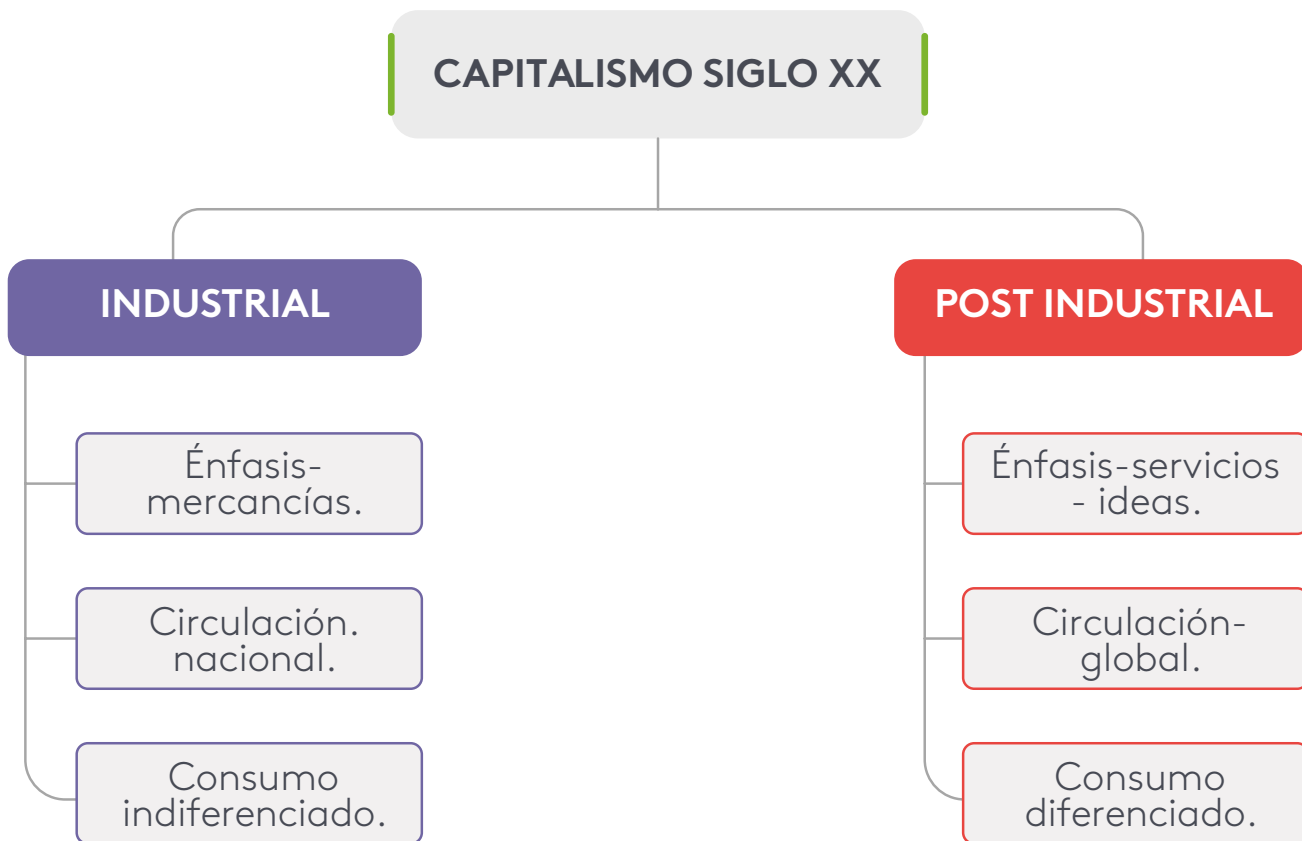 CAPITALISMO SIGLO XX
INDUSTRIAL
Énfasis-
mercancías.
Circulación.
nacional.
Consumo
indiferenciado.
POST INDUSTRIAL
Énfasis-servicios
- ideas.
Circulación-
global.
Consumo
diferenciado.